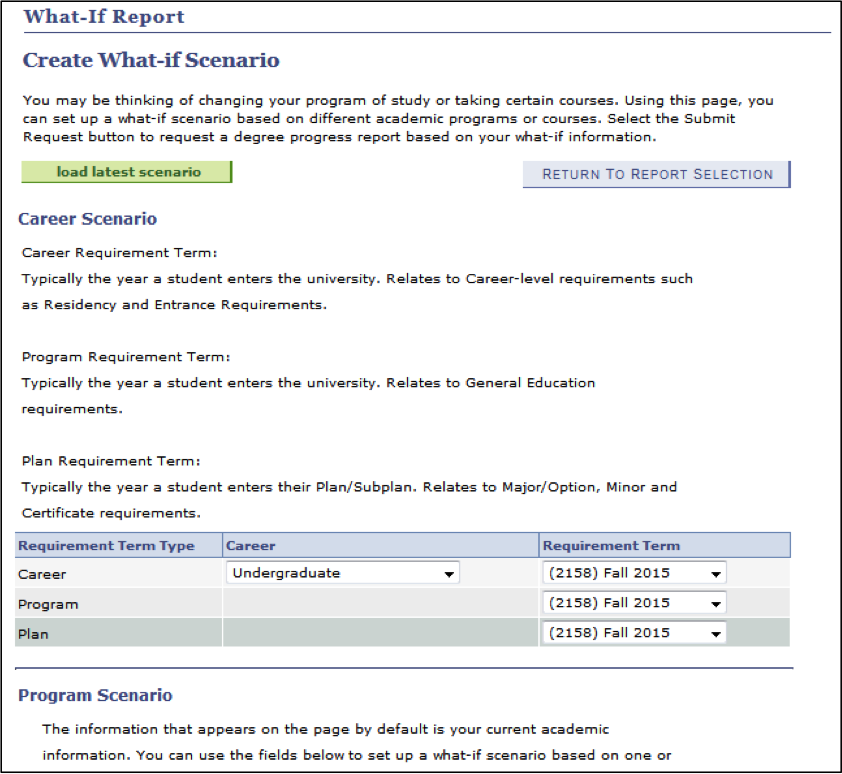 What-If Report
Create What-if Scenario
You may be thinking of changing your program of study or taking certain courses. Using this page, you
can set up a what-if scenario based on different academic programs or courses. Select the Submit
Request button to request a degree progress report based on your what-if information.
load latest scenario
RETURN TO REPORT SELECTION
Career Scenario
Career Requirement Term:
Typically the year a student enters the university. Relates to Career-level requirements such
as Residency and Entrance Requirements.
Program Requirement Term:
Typically the year a student enters the university. Relates to General Education
requirements.
Plan Requirement Term:
Typically the year a student enters their Plan/Subplan. Relates to Major/Option, Minor and
Certificate requirements.
Requirement Term Type Career Requirement Term
Career Undergraduate (2158) Fall 2015
Program (2158) Fall 2015
Plan (2158) Fall 2015
Program Scenario
The information that appears on the page by default is your current academic
information. You can use the fields below to set up a what-if scenario based on one or